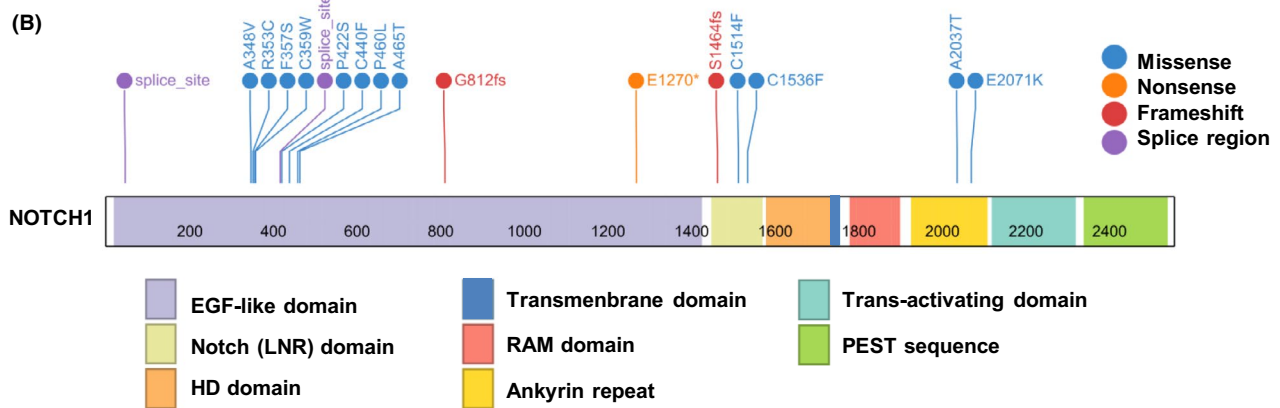 (B)
splice_site
A348V
R353C
F357S
C359W
splice_site
P422S
C440F
P460L
A465T
G812fs
E1270*
S1464fs
C1514F
C1536F
A2037T
E2071K
Missense
Nonsense
Frameshift
Splice region
NOTCH1
200 400 600 800 1000 1200 1400 1600 1800 2000 2200 2400
EGF-like domain
Transmenbrane domain
Trans-activating domain
Notch (LNR) domain
RAM domain
PEST sequence
HD domain
Ankyrin repeat